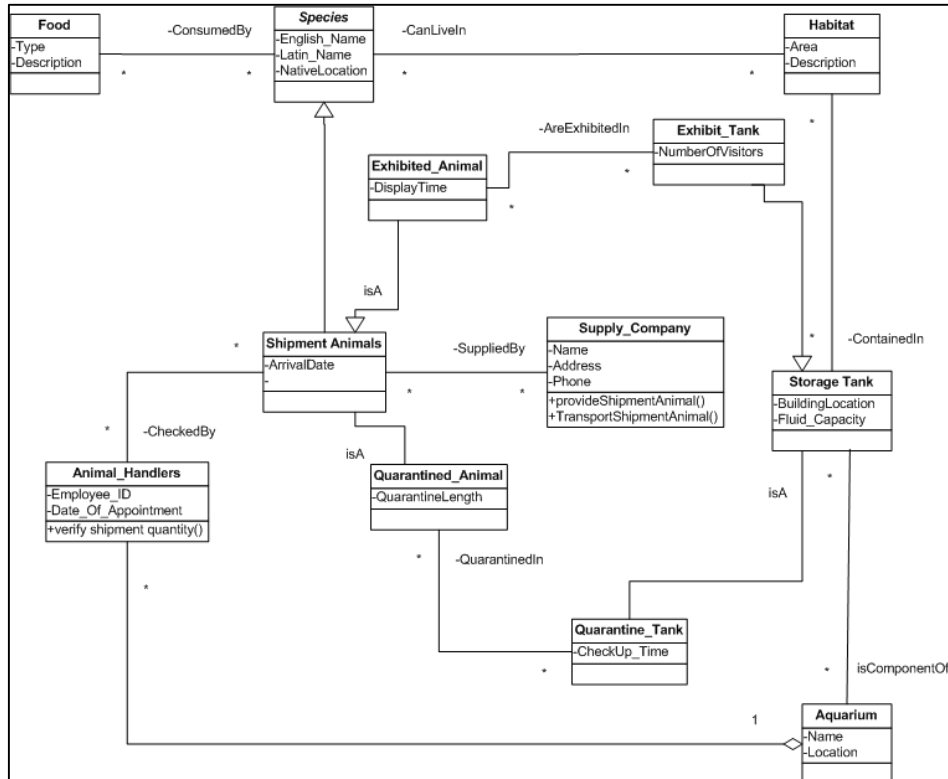 Food
-Type
-Description
*
-ConsumedBy
*
Species
-English_Name
-Latin_Name
-NativeLocation
-CanLiveIn
*
*
Habitat
-Area
-Description
*
-AreExhibitedIn
*
*
Exhibit_Tank
-NumberOfVisitors
Exhibited_Animal
-DisplayTime
isA
*
Shipment Animals
-ArrivalDate
-
-SuppliedBy
*
*
Supply_Company
-Name
-Address
-Phone
+provideShipmentAnimal()
+TransportShipmentAnimal()
*
-ContainedIn
Storage Tank
-BuildingLocation
-Fluid_Capacity
*
-CheckedBy
*
Animal_Handlers
-Employee_ID
-Date_Of_Appointment
+verify shipment quantity()
*
isA
Quarantined_Animal
-QuarantineLength
*
-QuarantinedIn
isA
Quarantine_Tank
-CheckUp_Time
*
*
isComponentOf
1
Aquarium
-Name
-Location